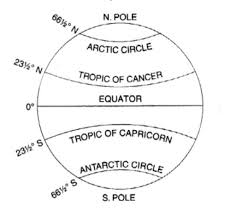 N. POLE
66½° N
ARCTIC CIRCLE
23½° N
TROPIC OF CANCER
EQUATOR
0°
TROPIC OF CAPRICORN
23½° S
ANTARCTIC CIRCLE
66½° S
S. POLE